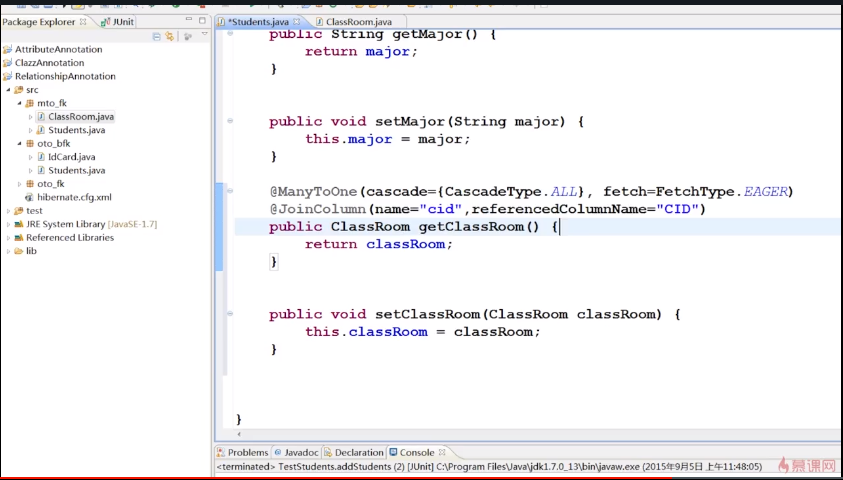 Package Explorer
JUnit
*Students.java
ClassRoom.java
AttributeAnnotation
ClazzAnnotation
RelationshipAnnotation
src
mto_fk
ClassRoom.java
Students.java
oto_bfk
IdCard.java
Students.java
oto_fk
hibernate.cfg.xml
test
JRE System Library [JavaSE-1.7]
Referenced Libraries
lib
public String getMajor() {
return major;
}
public void setMajor(String major) {
this.major = major;
}
@ManyToOne(cascade={CascadeType.ALL}, fetch=FetchType.EAGER)
@JoinColumn(name="cid",referencedColumnName="CID")
public ClassRoom getClassRoom() {
return classRoom;
}
public void setClassRoom(ClassRoom classRoom) {
this.classRoom = classRoom;
}
}
Problems @ Javadoc Declaration Console
<terminated> TestStudents.addStudents (2) [JUnit] C:\Program Files\Java\jdk1.7.0_13\bin\javaw.exe (2015年9月5日 上午11:48:05)
慕课网